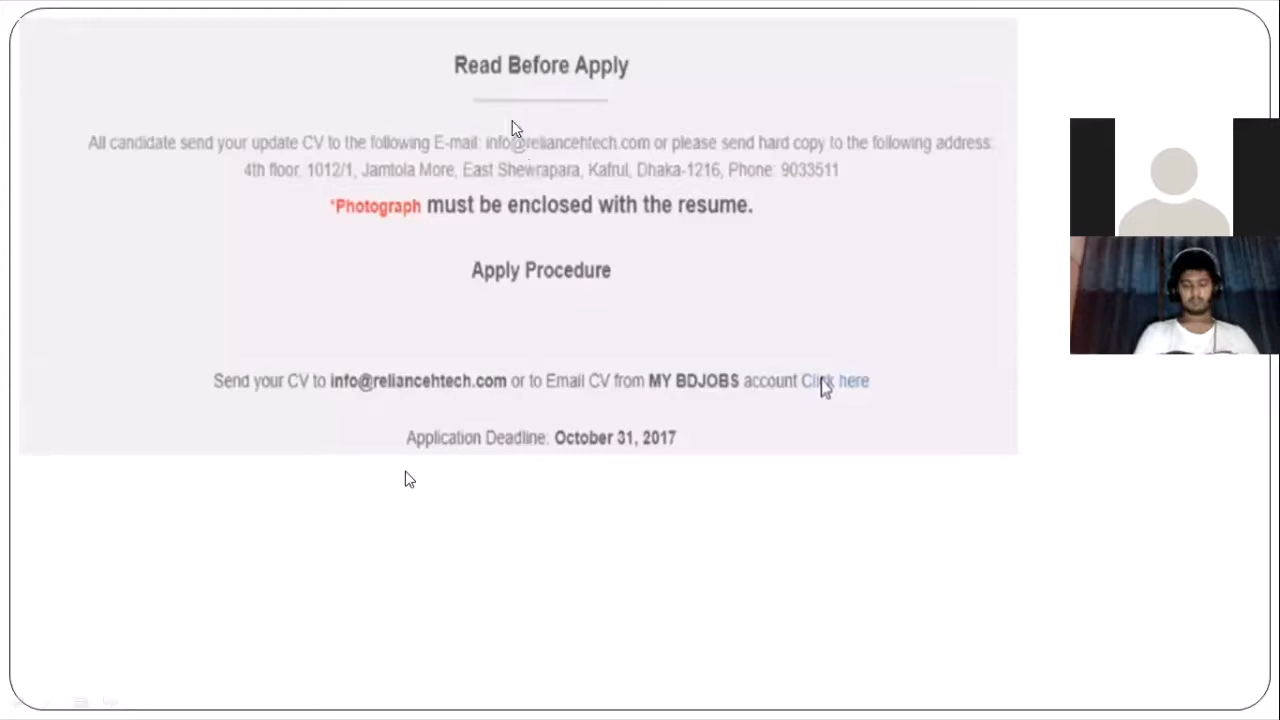 Read Before Apply
All candidate send your update CV to the following E-mail: info@reliancehtech.com or please send hard copy to the following address:
4th floor, 1012/1, Jamtola More, East Shewrapara, Kafrul, Dhaka-1216, Phone: 9033511
*Photograph must be enclosed with the resume.
Apply Procedure
Send your CV to info@reliancehtech.com or to Email CV from MY BDJOBS account Click here
Application Deadline: October 31, 2017